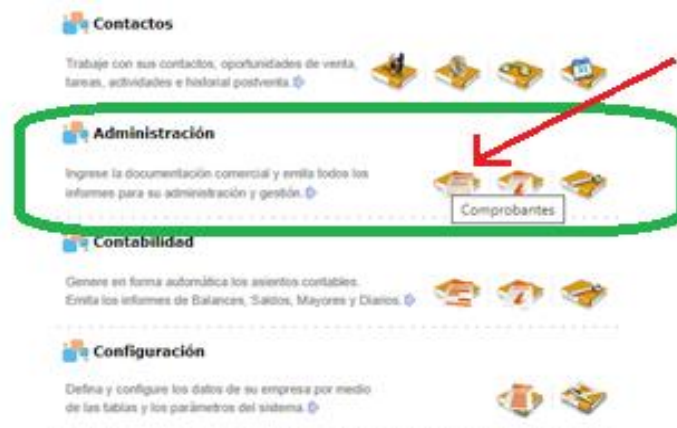 Contactos
Trabaje con sus contactos, oportunidades de venta,
tareas, actividades e historial postventa.
Administración
Ingrese la documentación comercial y emita todos los
informes para su administración y gestión.
Comprobantes
Contabilidad
Genere en forma automática los asientos contables.
Emita los informes de Balances, Saldos, Mayores y Diarios.
Configuración
Defina y configure los datos de su empresa por medio
de las tablas y los parámetros del sistema.